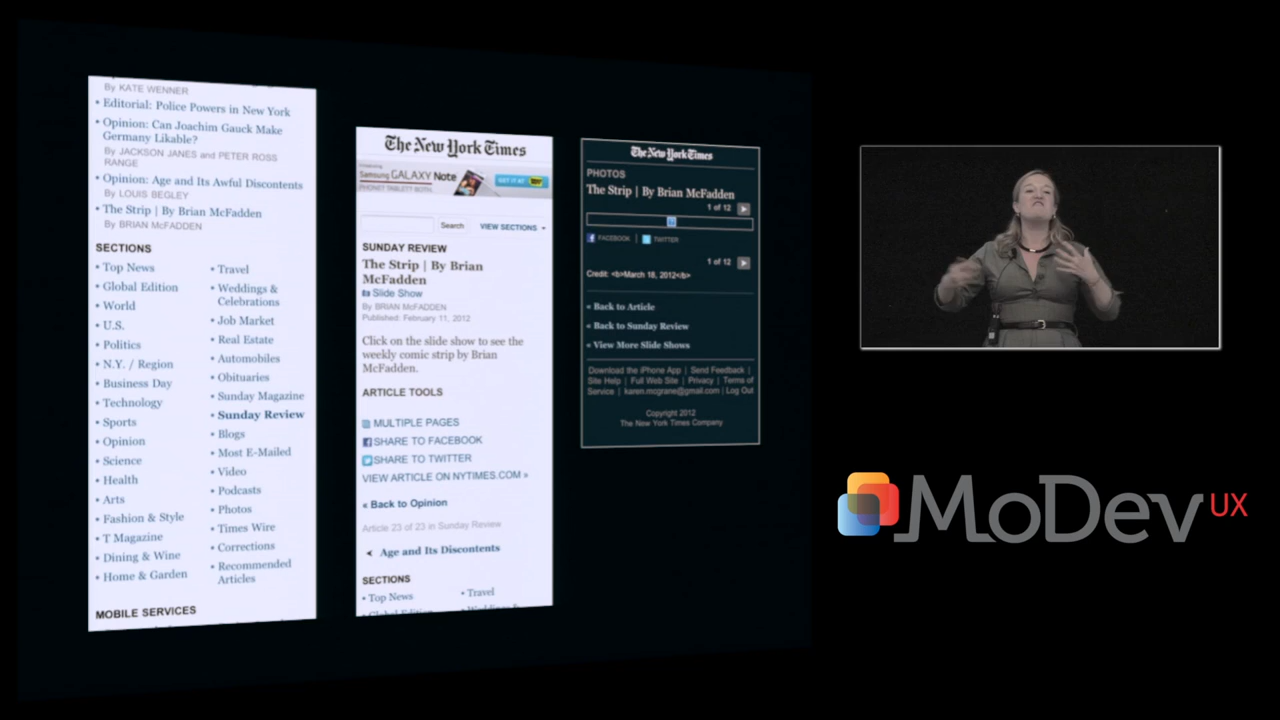 By KATE WENNER
• Editorial: Police Powers in New York
• Opinion: Can Joachim Gauck Make
Germany Likable?
By JACKSON JANES and PETER ROSS
RANGE
• Opinion: Age and Its Awful Discontents
By LOUIS BEGLEY
• The Strip | By Brian McFadden
By BRIAN McFADDEN
SECTIONS
• Top News
• Global Edition
• World
• U.S.
• Politics
• N.Y. / Region
• Business Day
• Technology
• Sports
• Opinion
• Science
• Health
• Arts
• Fashion & Style
• T Magazine
• Dining & Wine
• Home & Garden
• Travel
• Weddings &
Celebrations
• Job Market
• Real Estate
• Automobiles
• Obituaries
• Sunday Magazine
• Sunday Review
• Blogs
• Most E-Mailed
• Video
• Podcasts
• Photos
• Times Wire
• Corrections
• Recommended
Articles
MOBILE SERVICES
The New York Times
Samsung GALAXY Note
GET IT AT
Search
VIEW SECTIONS
SUNDAY REVIEW
The Strip | By Brian
McFadden
Slide Show
By BRIAN McFADDEN
Published: February 11, 2012
Click on the slide show to see the
weekly comic strip by Brian
McFadden.
ARTICLE TOOLS
MULTIPLE PAGES
SHARE TO FACEBOOK
SHARE TO TWITTER
VIEW ARTICLE ON NYTIMES.COM »
« Back to Opinion
Article 23 of 23 in Sunday Review
Age and Its Discontents
SECTIONS
• Top News
• Global Edition
• Travel
• Weddings &
The New York Times
PHOTOS
The Strip | By Brian McFadden
1 of 12
FACEBOOK | TWITTER
1 of 12
Credit: <b>March 18, 2012</b>
« Back to Article
« Back to Sunday Review
« View More Slide Shows
Download the iPhone App | Send Feedback |
Site Help | Full Web Site | Privacy | Terms of
Service | karen.mcgrane@gmail.com | Log Out
Copyright 2012
The New York Times Company
MoDev UX